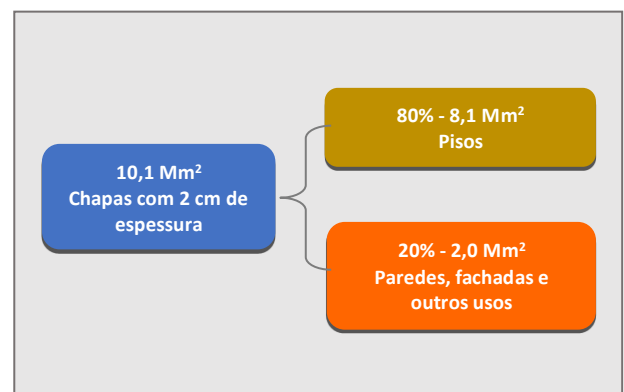 10,1 Mm²
Chapas com 2 cm de
espessura
80% - 8,1 Mm²
Pisos
20% - 2,0 Mm²
Paredes, fachadas e
outros usos